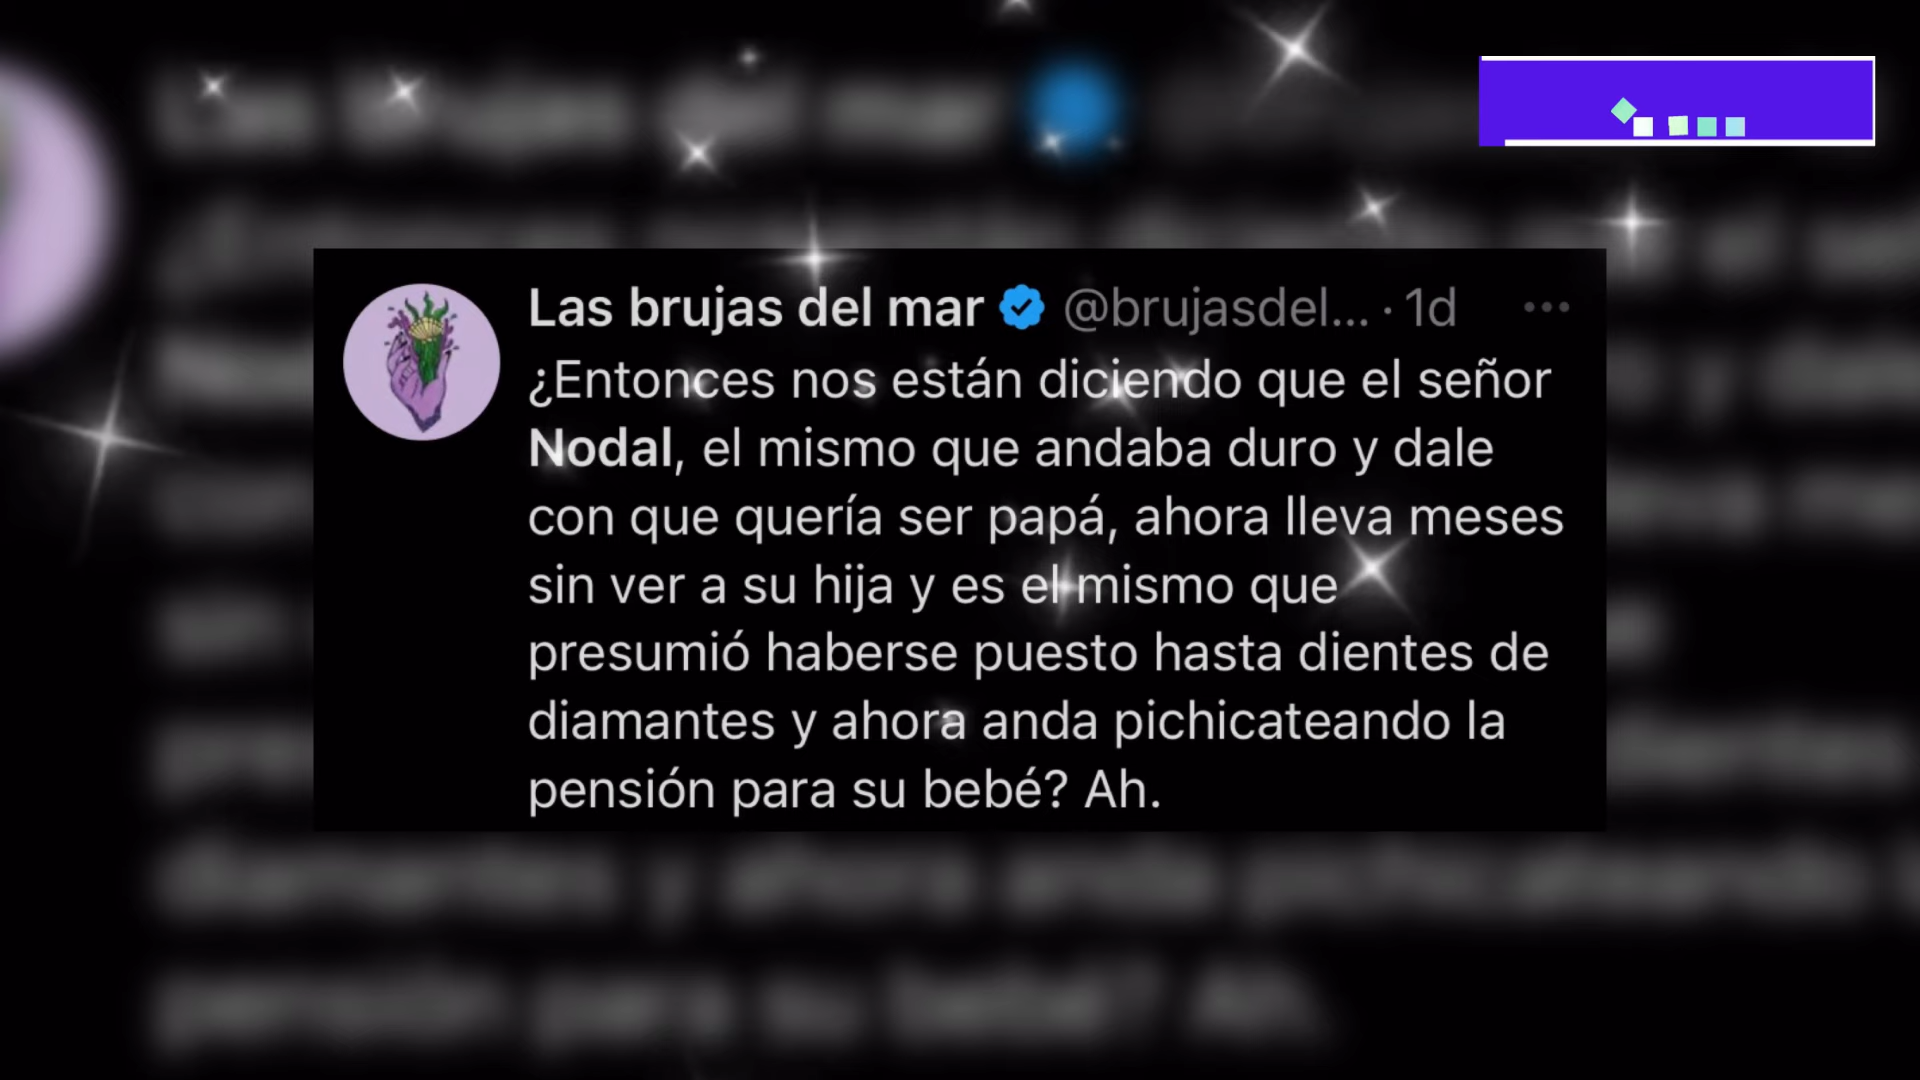 Las brujas del mar @brujasdel... · 1d
¿Entonces nos están diciendo que el señor
Nodal, el mismo que andaba duro y dale
con que quería ser papá, ahora lleva meses
sin ver a su hija y es el mismo que
presumió haberse puesto hasta dientes de
diamantes y ahora anda pichicateando la
pensión para su bebé? Ah.